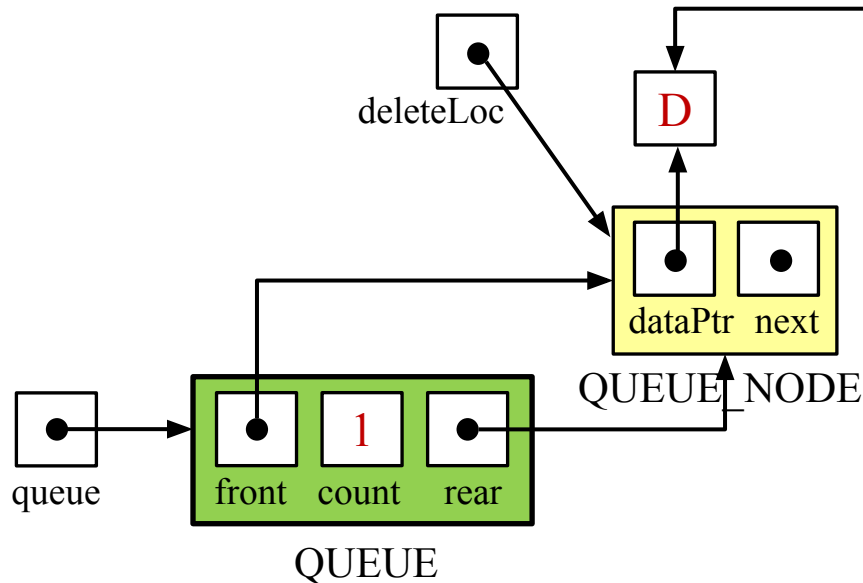 deleteLoc
D
dataPtr next
QUEUE_NODE
1
queue
front count rear
QUEUE